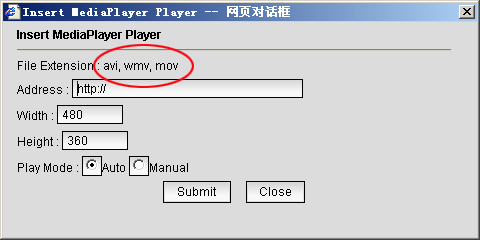 Insert MediaPlayer Player -- 网页对话框
Insert MediaPlayer Player
File Extension : avi, wmv, mov
Address : http://
Width : 480
Height : 360
Play Mode : Auto Manual
Submit Close